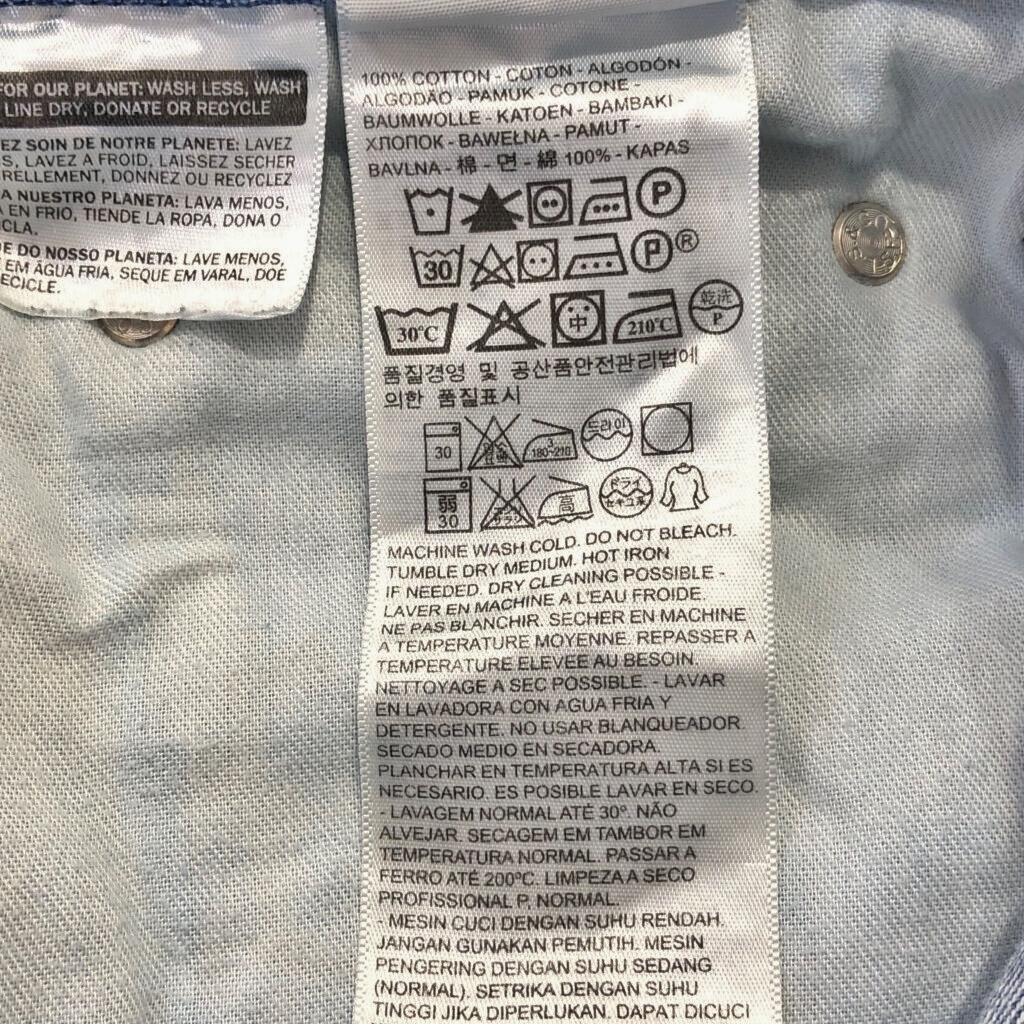 FOR OUR PLANET: WASH LESS, WASH
LINE DRY, DONATE OR RECYCLE
EZ SOIN DE NOTRE PLANETE: LAVEZ
S, LAVEZ A FROID, LAISSEZ SECHER
RELLEMENT, DONNEZ OU RECYCLEZ
A NUESTRO PLANETA: LAVA MENOS,
A EN FRIO, TIENDE LA ROPA, DONA O
CLA.
E DO NOSSO PLANETA: LAVE MENOS,
EM ÁGUA FRIA, SEQUE EM VARAL, DOE
ECICLE.
100% COTTON - COTON - ALGODÓN -
ALGODÃO - PAMUK - COTONE -
BAUMWOLLE - KATOEN - BAMBAKI -
ХЛОПОК - BAWEŁNA - PAMUT -
BAVLNA - 棉 - 면 - 綿 100% - KAPAS
P
30 P®
30°C 中 210°C 乾洗 P
품질경영 및 공산품안전관리법에
의한 품질표시
30 180~210 드라이
弱 30 高 ドライ
MACHINE WASH COLD. DO NOT BLEACH.
TUMBLE DRY MEDIUM. HOT IRON
IF NEEDED. DRY CLEANING POSSIBLE -
LAVER EN MACHINE A L'EAU FROIDE.
NE PAS BLANCHIR. SECHER EN MACHINE
A TEMPERATURE MOYENNE. REPASSER A
TEMPERATURE ELEVEE AU BESOIN.
NETTOYAGE A SEC POSSIBLE. - LAVAR
EN LAVADORA CON AGUA FRIA Y
DETERGENTE. NO USAR BLANQUEADOR.
SECADO MEDIO EN SECADORA.
PLANCHAR EN TEMPERATURA ALTA SI ES
NECESARIO. ES POSIBLE LAVAR EN SECO.
- LAVAGEM NORMAL ATÉ 30º. NÃO
ALVEJAR. SECAGEM EM TAMBOR EM
TEMPERATURA NORMAL. PASSAR A
FERRO ATÉ 200ºC. LIMPEZA A SECO
PROFISSIONAL P, NORMAL.
- MESIN CUCI DENGAN SUHU RENDAH.
JANGAN GUNAKAN PEMUTIH. MESIN
PENGERING DENGAN SUHU SEDANG
(NORMAL). SETRIKA DENGAN SUHU
TINGGI JIKA DIPERLUKAN. DAPAT DICUCI